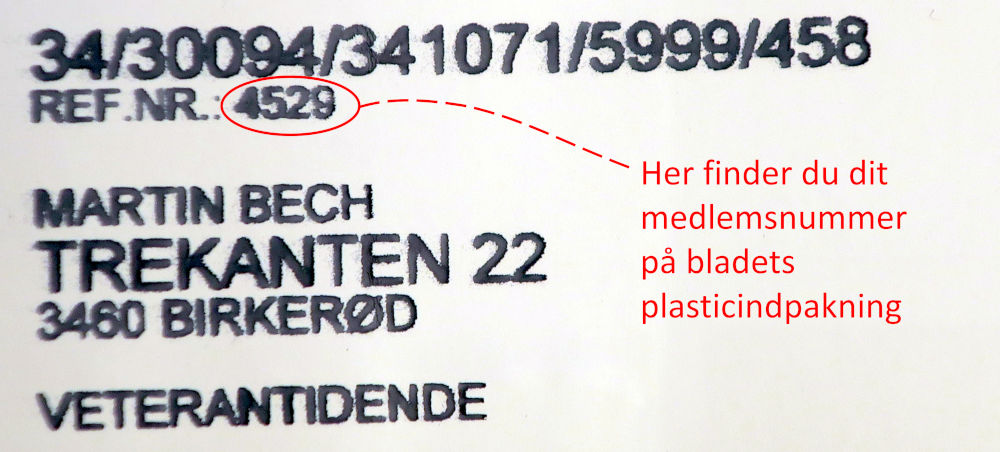 34/30094/341071/5999/458
REF.NR.: 4529
MARTIN BECH
TREKANTEN 22
3460 BIRKERØD
VETERANTIDENDE
Her finder du dit
medlemsnummer
på bladets
plasticindpakning